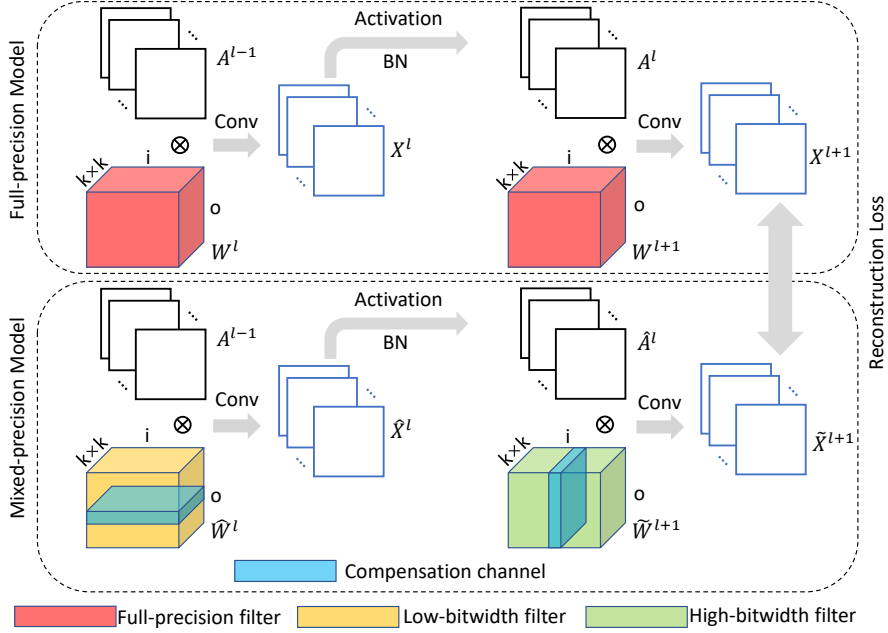 Full-precision Model
A^{l−1}
Activation
BN
A^l
Conv
X^l
Conv
X^{l+1}
⊗
⊗
k×k
i
o
W^l
k×k
i
o
W^{l+1}
Reconstruction Loss
Mixed-precision Model
A^{l−1}
Activation
BN
Â^l
Conv
X̂^l
Conv
X̃^{l+1}
⊗
⊗
k×k
i
o
Ŵ^l
k×k
i
o
W̃^{l+1}
Compensation channel
Full-precision filter
Low-bitwidth filter
High-bitwidth filter